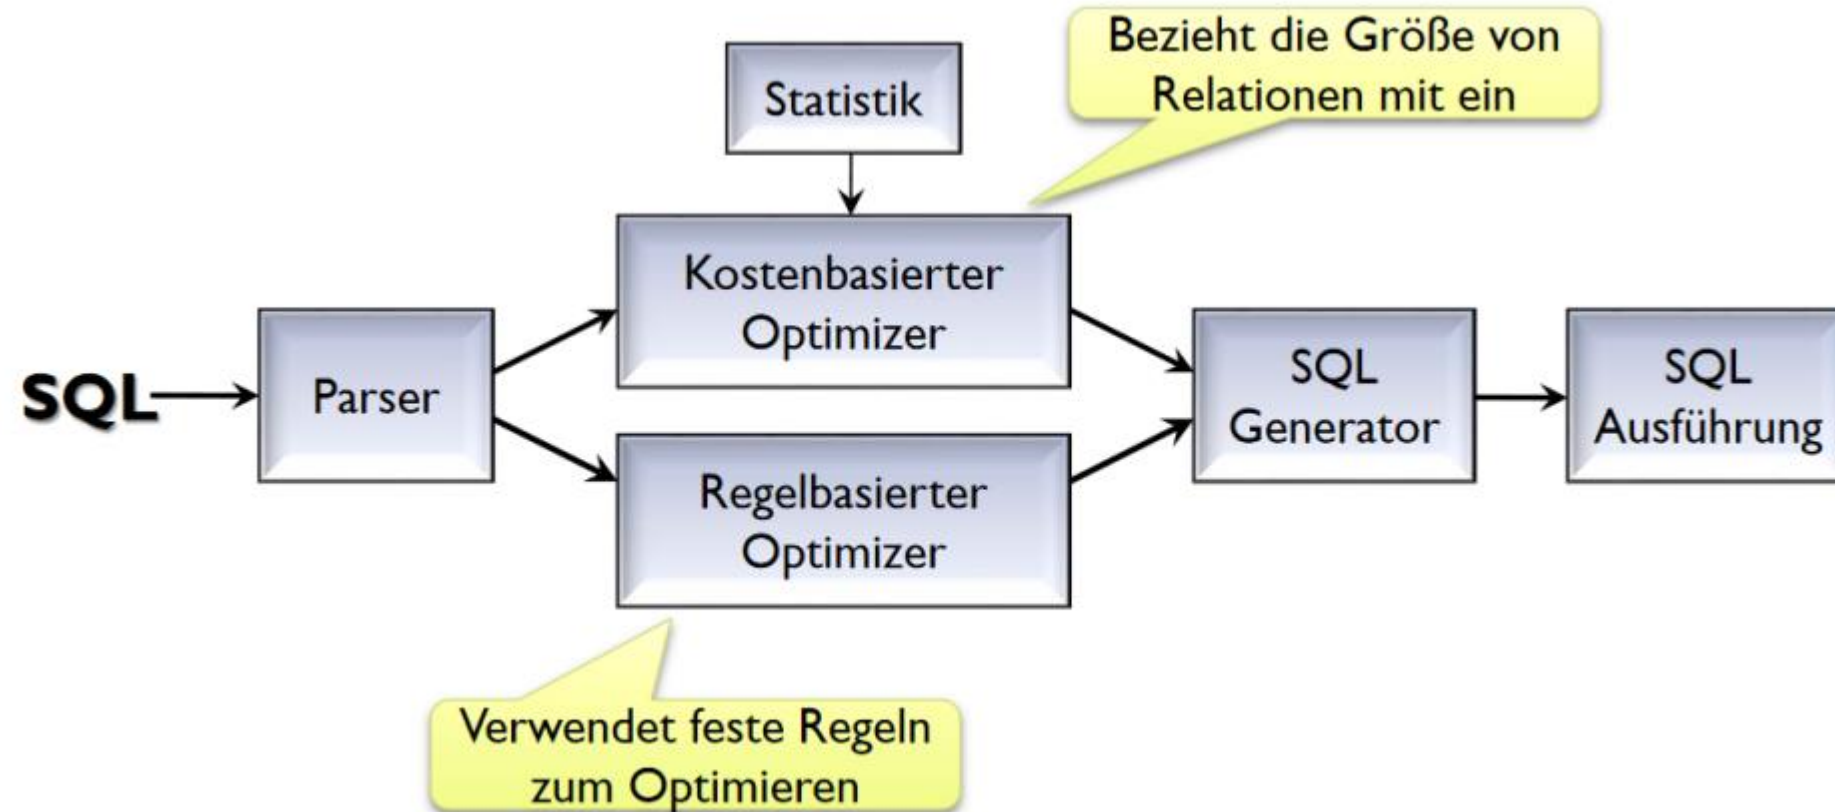 Bezieht die Größe von
Relationen mit ein
Statistik
Kostenbasierter
Optimizer
SQL
Parser
SQL
Generator
SQL
Ausführung
Regelbasierter
Optimizer
Verwendet feste Regeln
zum Optimieren